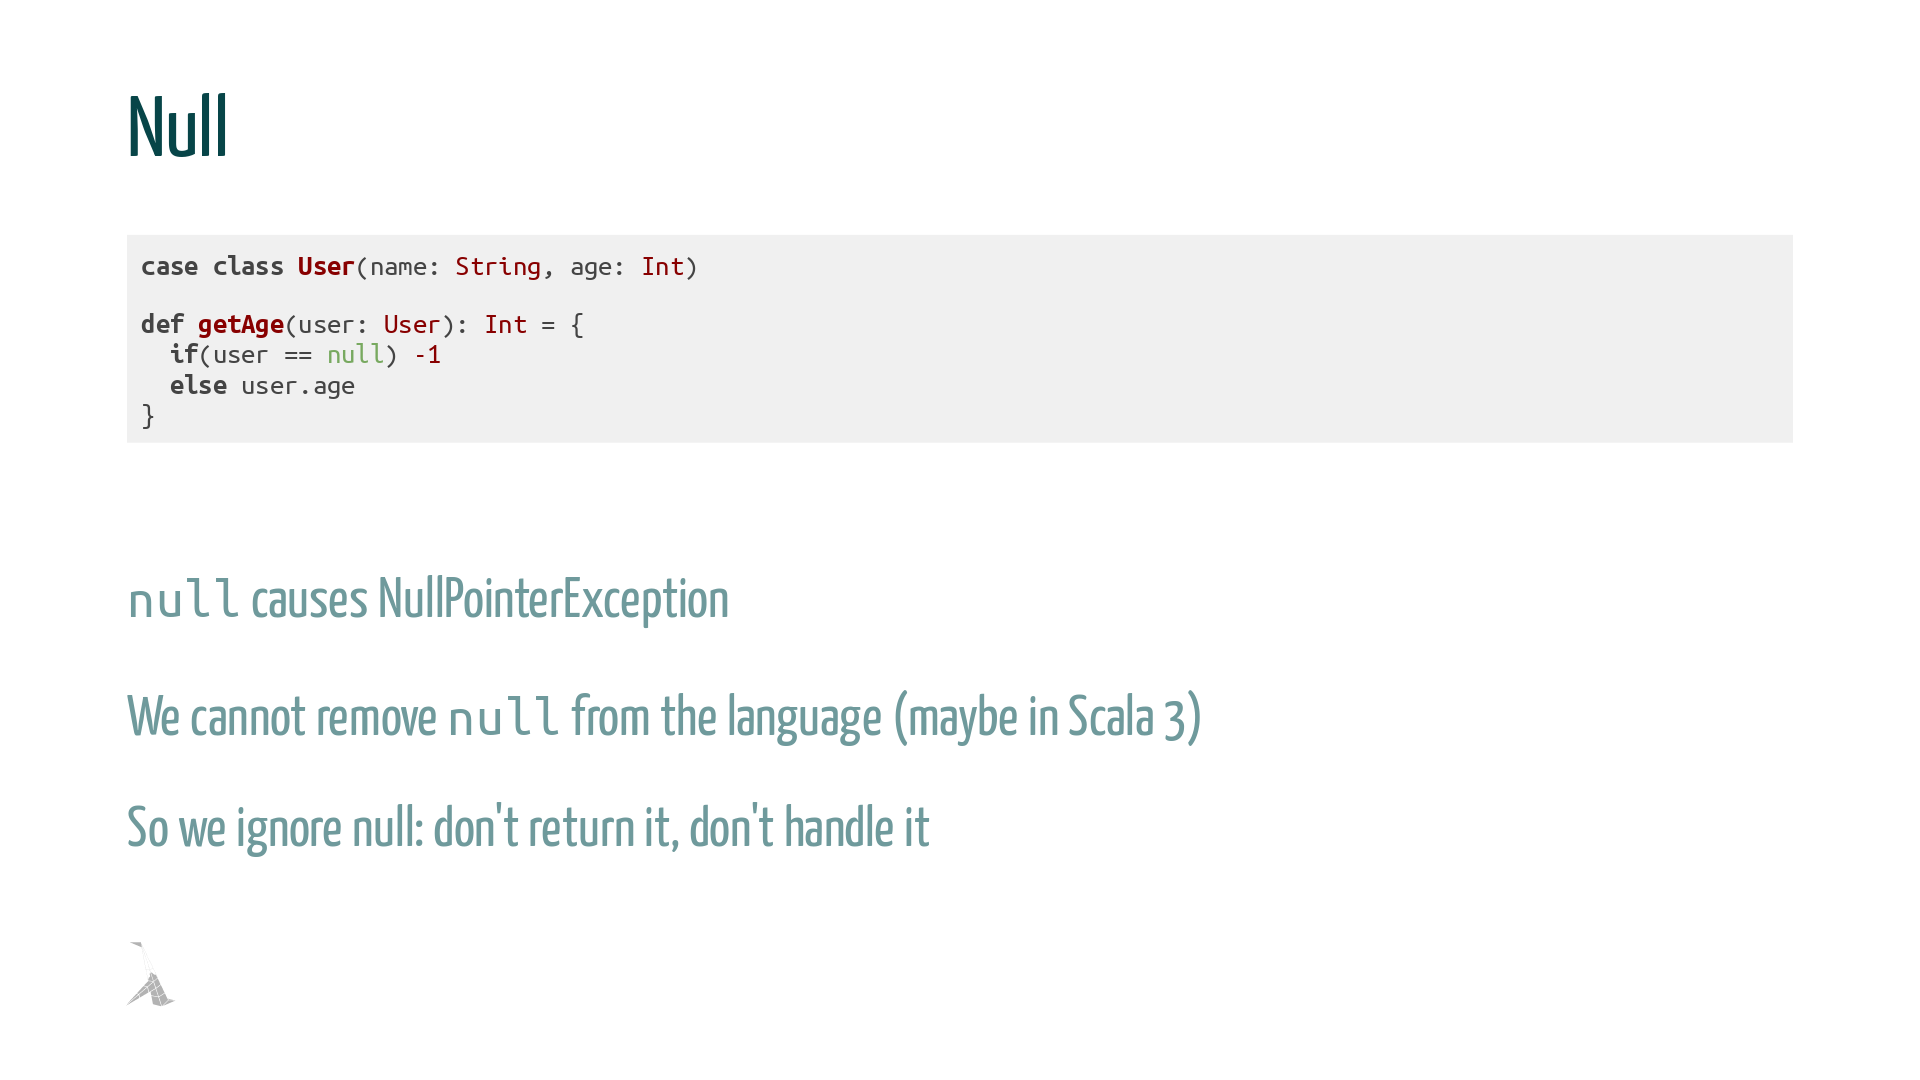 Null
case class User(name: String, age: Int)
def getAge(user: User): Int = {
  if(user == null) -1
  else user.age
}
null causes NullPointerException
We cannot remove null from the language (maybe in Scala 3)
So we ignore null: don't return it, don't handle it